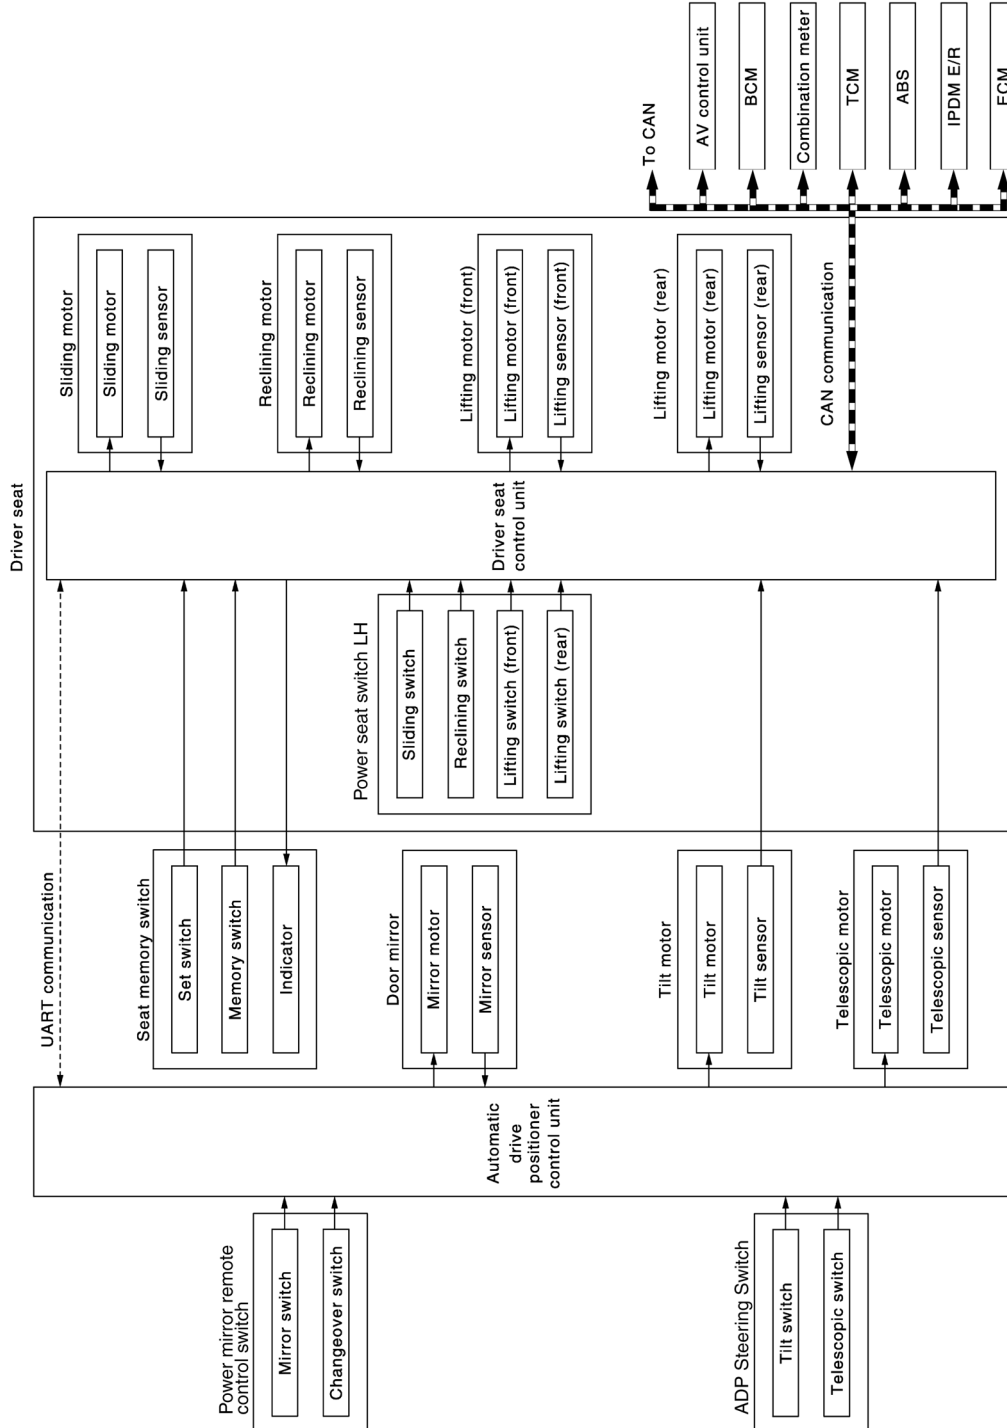 Power mirror remote
control switch
Mirror switch
Changeover switch
ADP Steering Switch
Tilt switch
Telescopic switch
Automatic
drive
positioner
control unit
UART communication
Seat memory switch
Set switch
Memory switch
Indicator
Door mirror
Mirror motor
Mirror sensor
Tilt motor
Tilt motor
Tilt sensor
Telescopic motor
Telescopic motor
Telescopic sensor
Driver seat
Power seat switch LH
Sliding switch
Reclining switch
Lifting switch (front)
Lifting switch (rear)
Driver seat
control unit
Sliding motor
Sliding motor
Sliding sensor
Reclining motor
Reclining motor
Reclining sensor
Lifting motor (front)
Lifting motor (front)
Lifting sensor (front)
Lifting motor (rear)
Lifting motor (rear)
Lifting sensor (rear)
CAN communication
To CAN
AV control unit
BCM
Combination meter
TCM
ABS
IPDM E/R
ECM